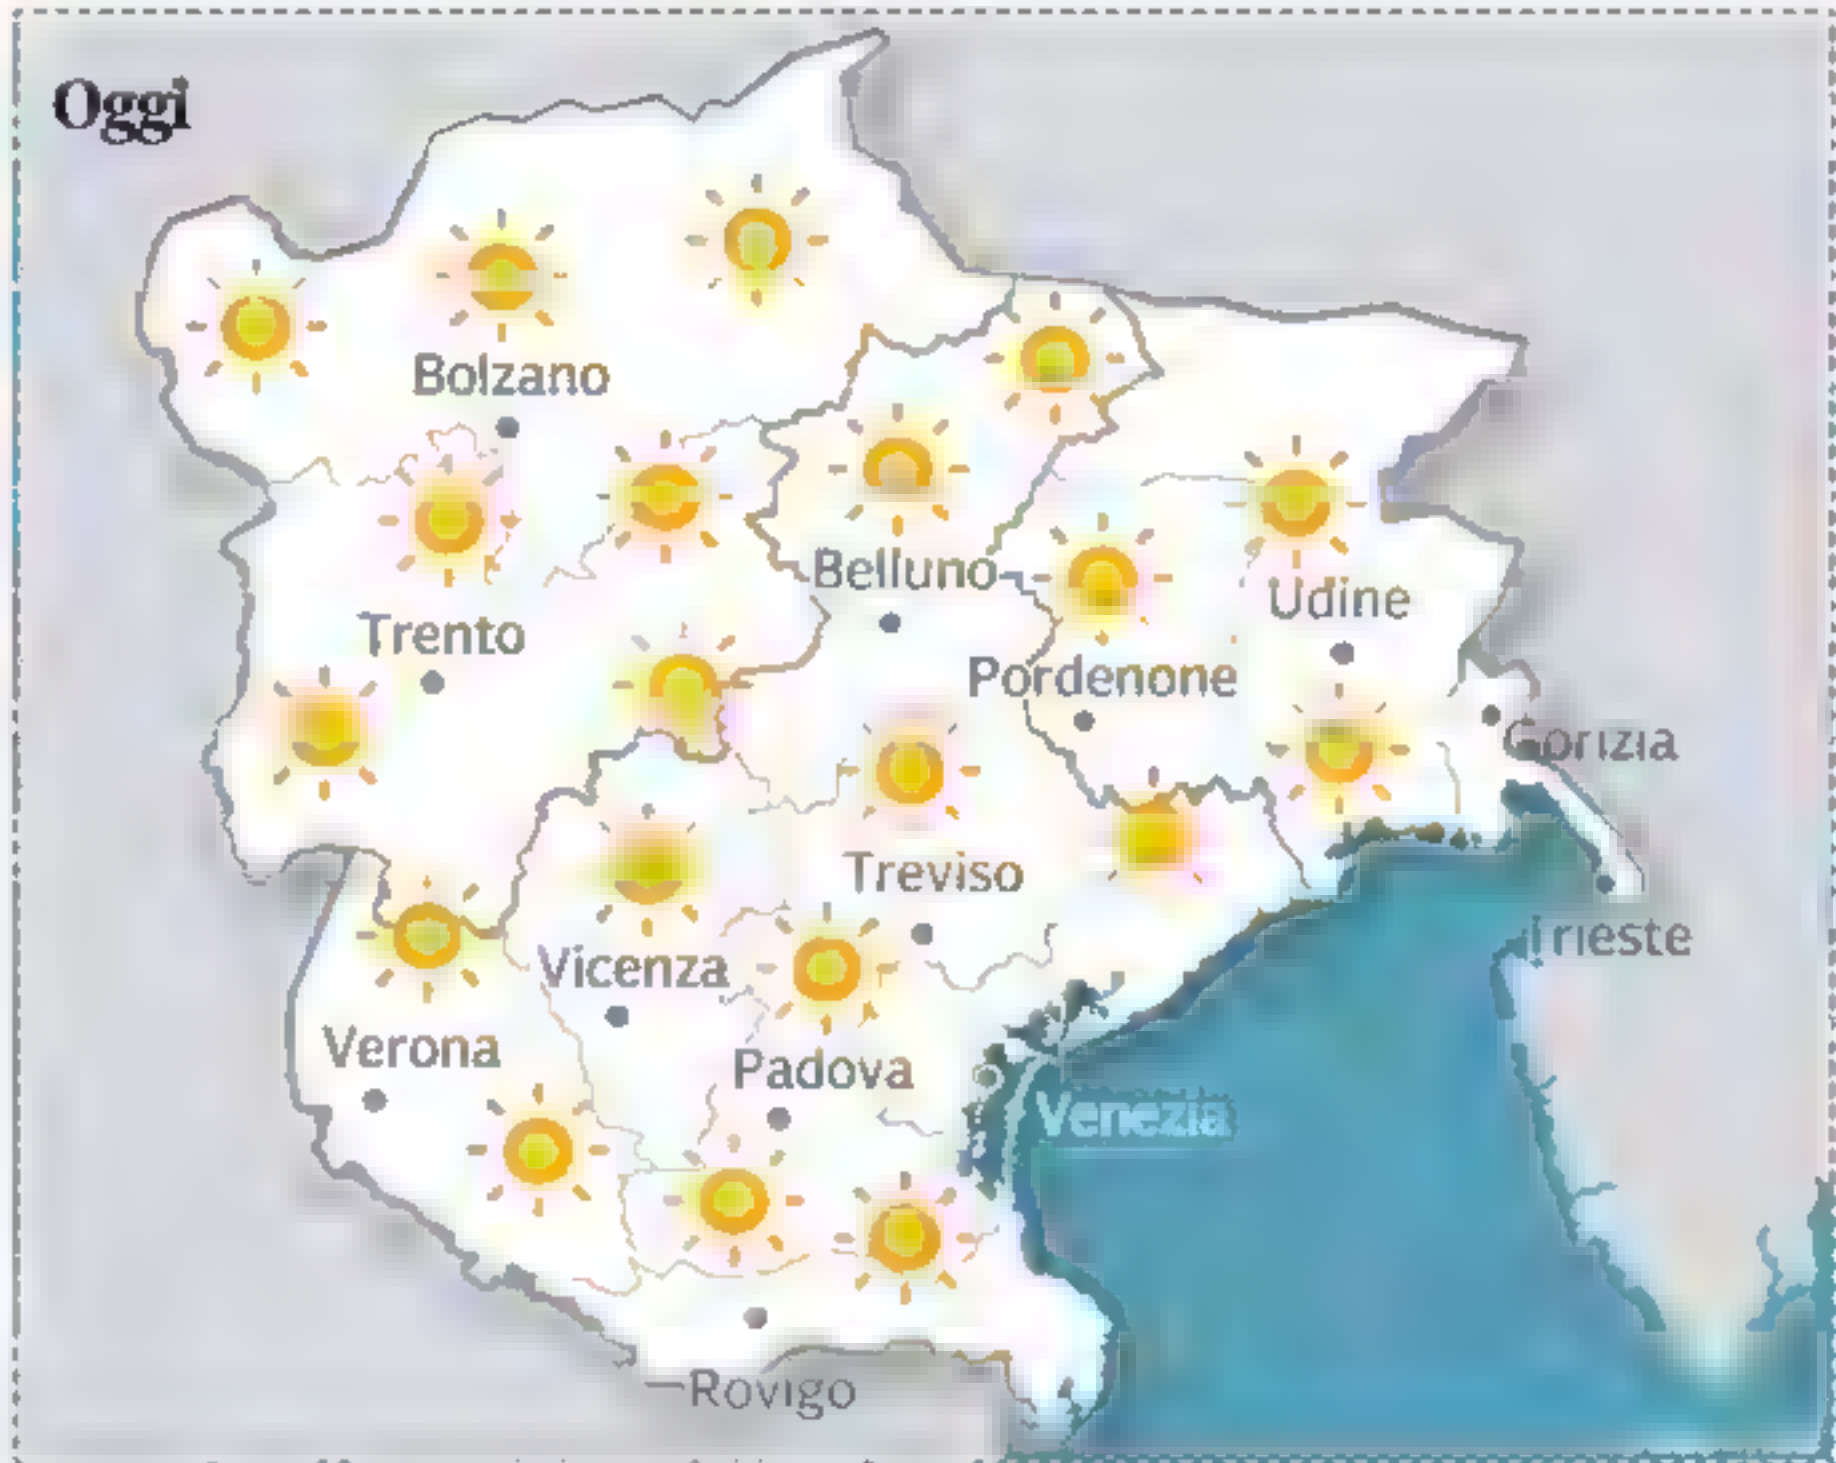 Oggi
Bolzano
Belluno
Udine
Trento
Pordenone
Gorizia
Treviso
Trieste
Vicenza
Verona
Padova
Venezia
Rovigo